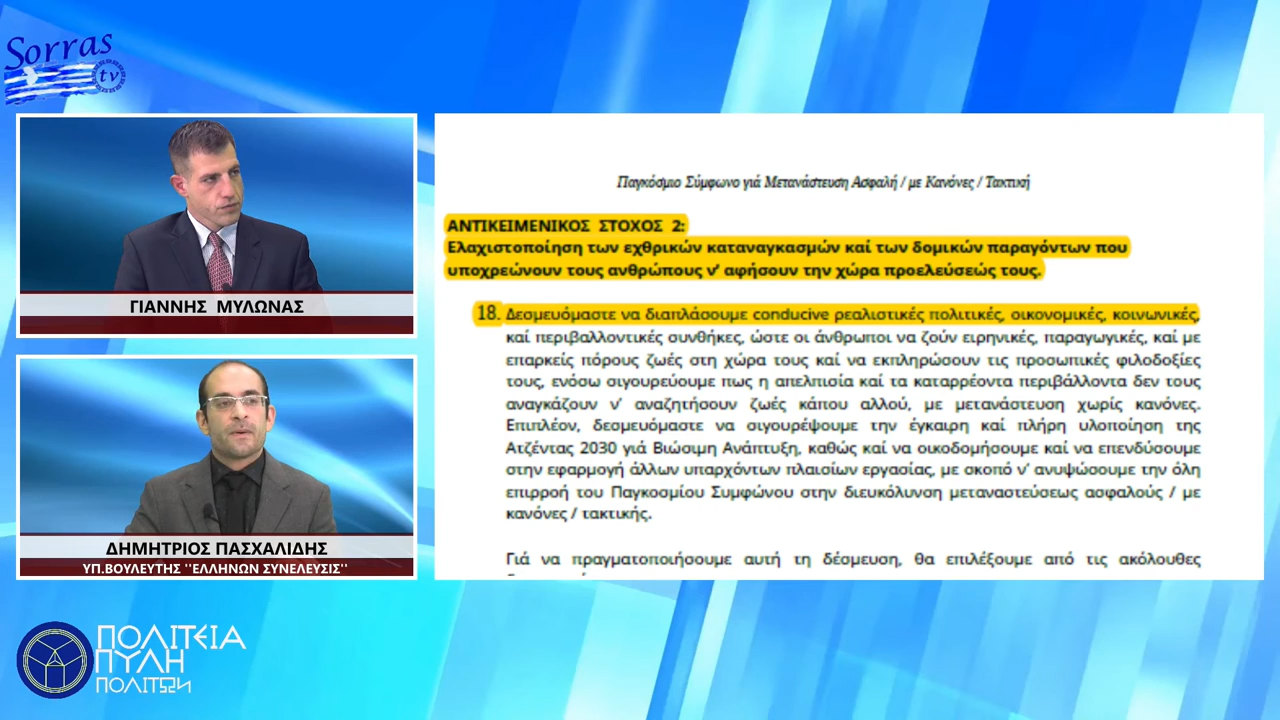 Sorras
tv
ΓΙΑΝΝΗΣ ΜΥΛΩΝΑΣ
ΔΗΜΗΤΡΙΟΣ ΠΑΣΧΑΛΙΔΗΣ
ΥΠ.ΒΟΥΛΕΥΤΗΣ ''ΕΛΛΗΝΩΝ ΣΥΝΕΛΕΥΣΙΣ''
ΠΟΛΙΤΕΙΑ
ΠΥΛΗ
ΠΟΛΙΤΩΝ
Παγκόσμιο Σύμφωνο γιά Μετανάστευση Ασφαλή / με Κανόνες / Τακτική
ΑΝΤΙΚΕΙΜΕΝΙΚΟΣ ΣΤΟΧΟΣ 2:
Ελαχιστοποίηση των εχθρικών καταναγκασμών καί των δομικών παραγόντων που
υποχρεώνουν τους ανθρώπους ν' αφήσουν την χώρα προελεύσεώς τους.
18. Δεσμευόμαστε να διαπλάσουμε conducive ρεαλιστικές πολιτικές, οικονομικές, κοινωνικές,
καί περιβαλλοντικές συνθήκες, ώστε οι άνθρωποι να ζούν ειρηνικές, παραγωγικές, καί με
επαρκείς πόρους ζωές στη χώρα τους καί να εκπληρώσουν τις προσωπικές φιλοδοξίες
τους, ενόσω σιγουρεύουμε πως η απελπισία καί τα καταρρέοντα περιβάλλοντα δεν τους
αναγκάζουν ν' αναζητήσουν ζωές κάπου αλλού, με μετανάστευση χωρίς κανόνες.
Επιπλέον, δεσμευόμαστε να σιγουρέψουμε την έγκαιρη καί πλήρη υλοποίηση της
Ατζέντας 2030 γιά Βιώσιμη Ανάπτυξη, καθώς καί να οικοδομήσουμε καί να επενδύσουμε
στην εφαρμογή άλλων υπαρχόντων πλαισίων εργασίας, με σκοπό ν' ανυψώσουμε την όλη
επιρροή του Παγκοσμίου Συμφώνου στην διευκόλυνση μεταναστεύσεως ασφαλούς / με
κανόνες / τακτικής.
Γιά να πραγματοποιήσουμε αυτή τη δέσμευση, θα επιλέξουμε από τις ακόλουθες